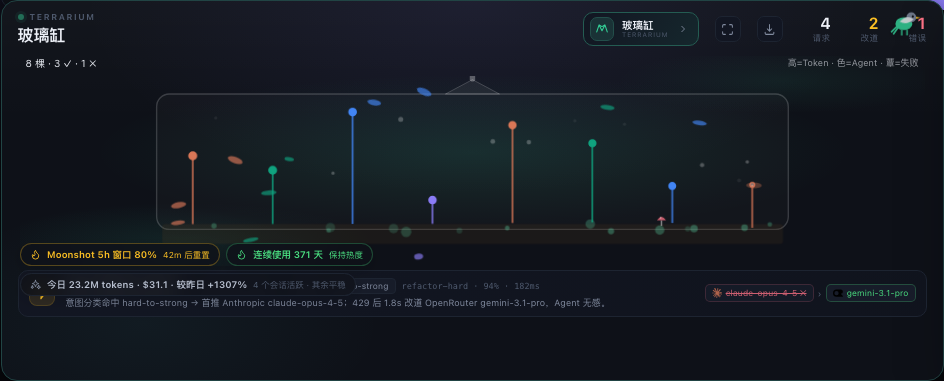 TERRARIUM
玻璃缸
玻璃缸
TERRARIUM
4
请求
2
改道
1
错误
8 棵 · 3 ✓ · 1 ✕
高=Token · 色=Agent · 蕈=失败
Moonshot 5h 窗口 80% 42m 后重置
连续使用 371 天 保持热度
今日 23.2M tokens · $31.1 · 较昨日 +1307% 4 个会话活跃 · 其余平稳
o-strong refactor-hard · 94% · 182ms
意图分类命中 hard-to-strong → 首推 Anthropic claude-opus-4-5；429 后 1.8s 改道 OpenRouter gemini-3.1-pro，Agent 无感。
claude-opus-4-5 ✕ › gemini-3.1-pro